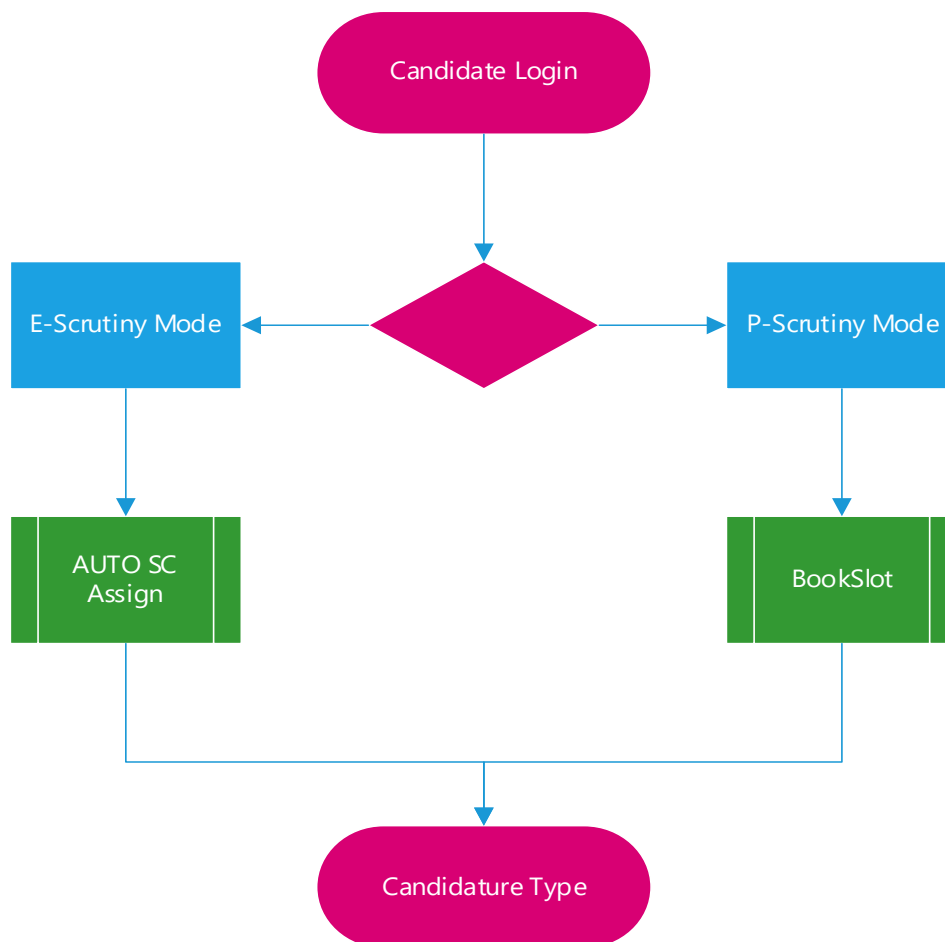 Candidate Login
E-Scrutiny Mode
P-Scrutiny Mode
AUTO SC
Assign
BookSlot
Candidature Type